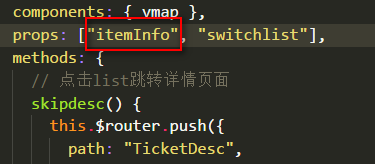 components: { vmap },
props: ["itemInfo", "switchlist"],
methods: {
// 点击list跳转详情页面
skipdesc() {
this.$router.push({
path: "TicketDesc",